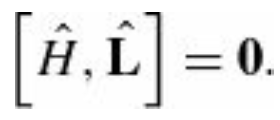 [Ĥ, L̂] = 0.